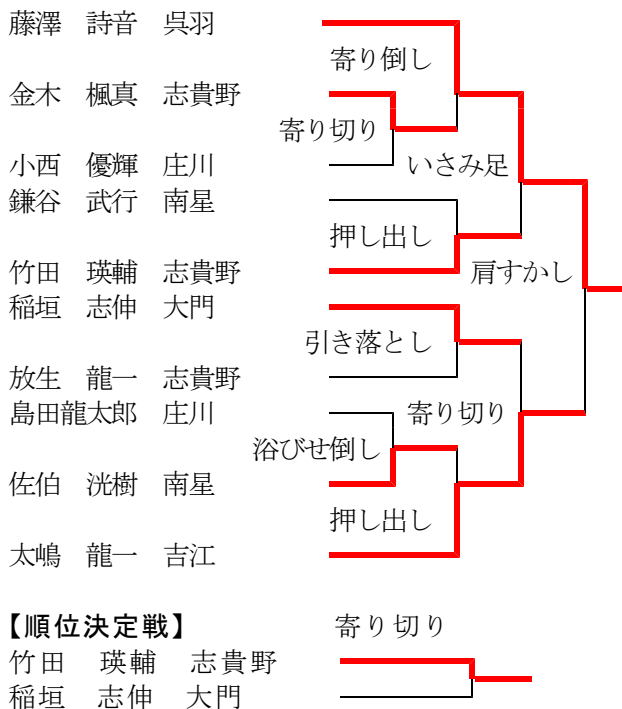 藤澤 詩音 呉羽
寄り倒し
金木 楓真 志貴野
寄り切り
小西 優輝 庄川
いさみ足
鎌谷 武行 南星
押し出し
竹田 瑛輔 志貴野
肩すかし
稲垣 志伸 大門
引き落とし
放生 龍一 志貴野
島田龍太郎 庄川
寄り切り
浴びせ倒し
佐伯 洸樹 南星
押し出し
太嶋 龍一 吉江
【順位決定戦】 寄り切り
竹田 瑛輔 志貴野
稲垣 志伸 大門